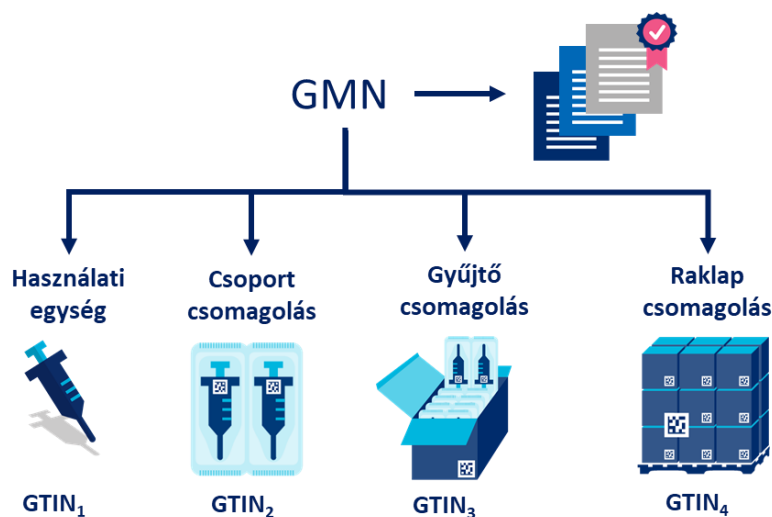 GMN
Használati
egység
Csoport
csomagolás
Gyűjtő
csomagolás
Raklap
csomagolás
GTIN₁
GTIN₂
GTIN₃
GTIN₄